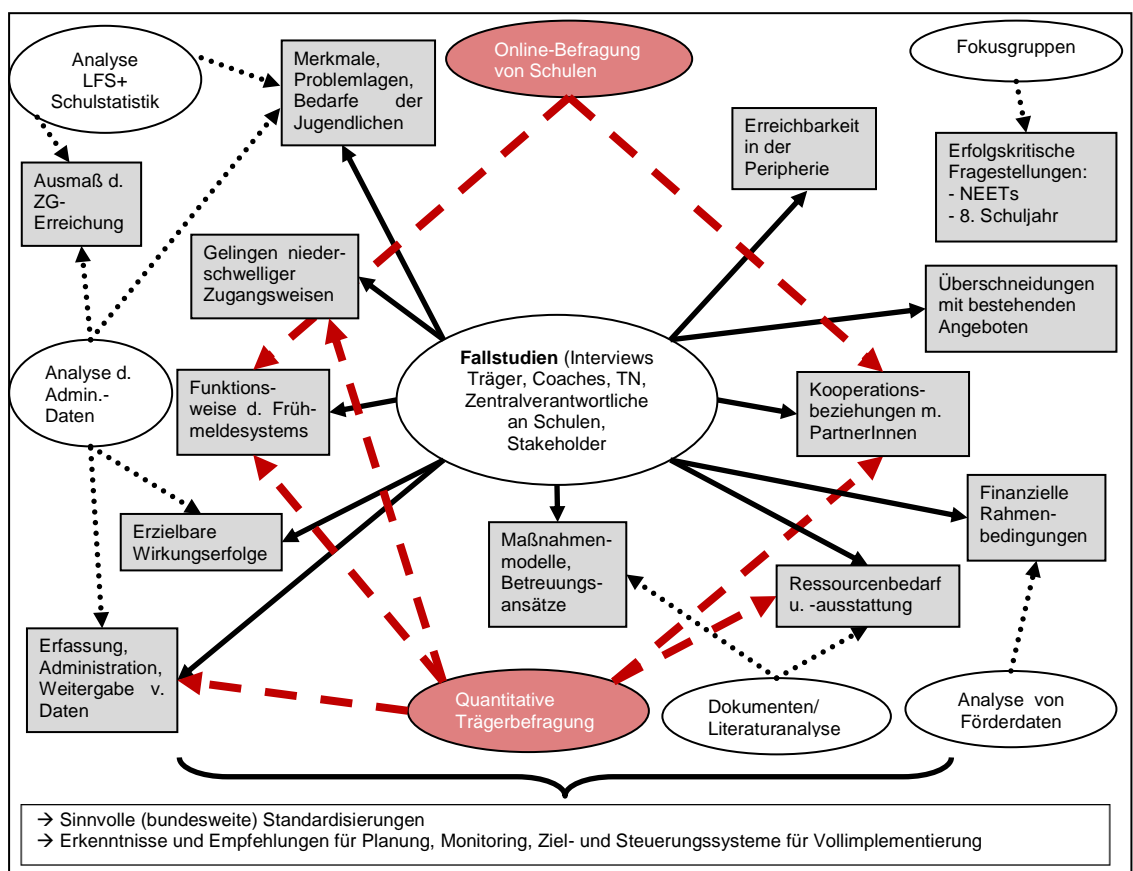 Analyse
LFS+
Schulstatistik
Merkmale,
Problemlagen,
Bedarfe der
Jugendlichen
Online-Befragung
von Schulen
Fokusgruppen
Erreichbarkeit
in der
Peripherie
Erfolgskritische
Fragestellungen:
- NEETs
- 8. Schuljahr
Ausmaß d.
ZG-
Erreichung
Gelingen nieder-
schwelliger
Zugangsweisen
Überschneidungen
mit bestehenden
Angeboten
Analyse d.
Admin.-
Daten
Funktions-
weise d. Früh-
meldesystems
Fallstudien (Interviews
Träger, Coaches, TN,
Zentralverantwortliche
an Schulen,
Stakeholder
Kooperations-
beziehungen m.
PartnerInnen
Erzielbare
Wirkungserfolge
Maßnahmen-
modelle,
Betreuungs-
ansätze
Finanzielle
Rahmen-
bedingungen
Ressourcenbedarf
u. -ausstattung
Erfassung,
Administration,
Weitergabe v.
Daten
Quantitative
Trägerbefragung
Dokumenten/
Literaturanalyse
Analyse von
Förderdaten
→ Sinnvolle (bundesweite) Standardisierungen
→ Erkenntnisse und Empfehlungen für Planung, Monitoring, Ziel- und Steuerungssysteme für Vollimplementierung